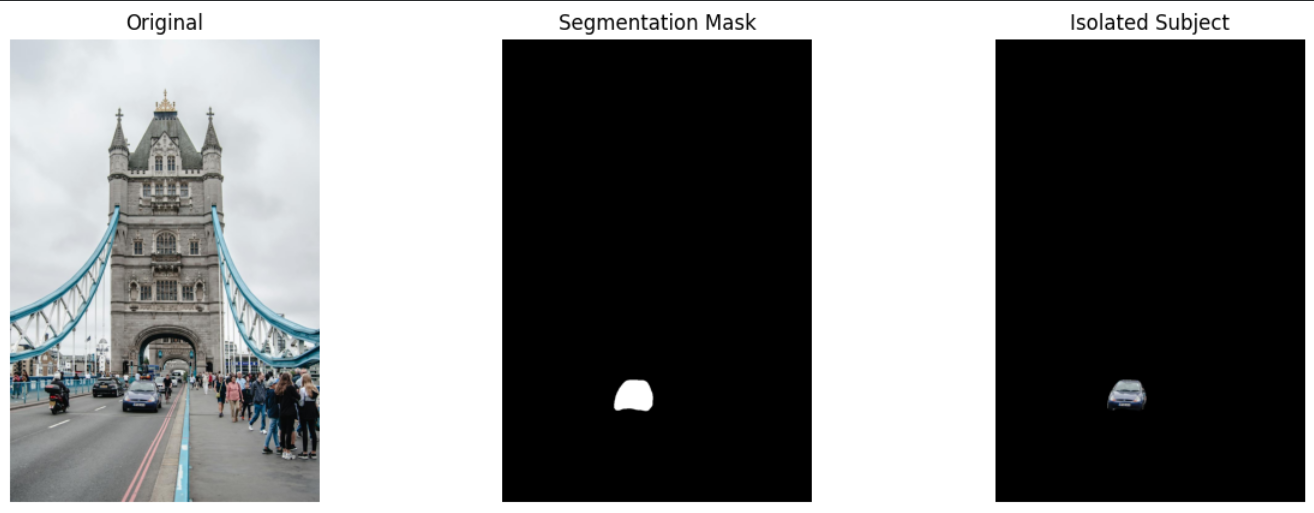 Original
Segmentation Mask
Isolated Subject